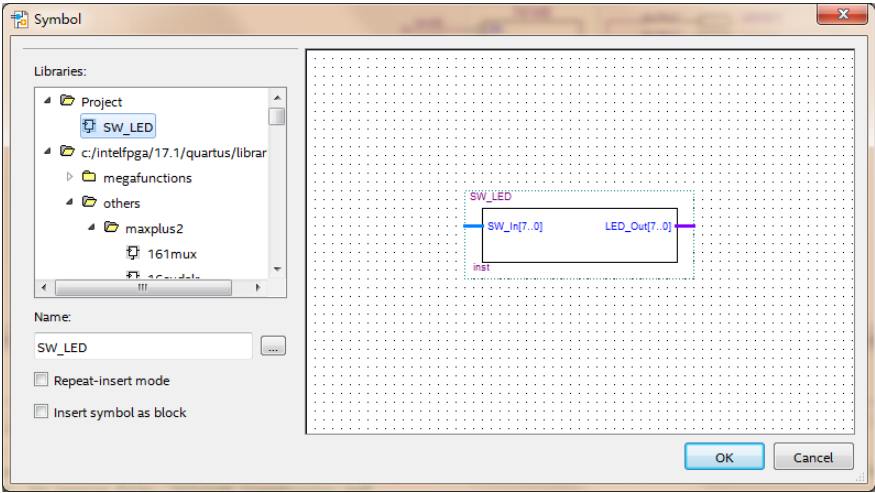 Symbol
Libraries:
Project
SW_LED
c:/intelfpga/17.1/quartus/librar
megafunctions
others
maxplus2
161mux
Name:
SW_LED
...
Repeat-insert mode
Insert symbol as block
SW_LED
SW_In[7..0] LED_Out[7..0]
inst
OK Cancel